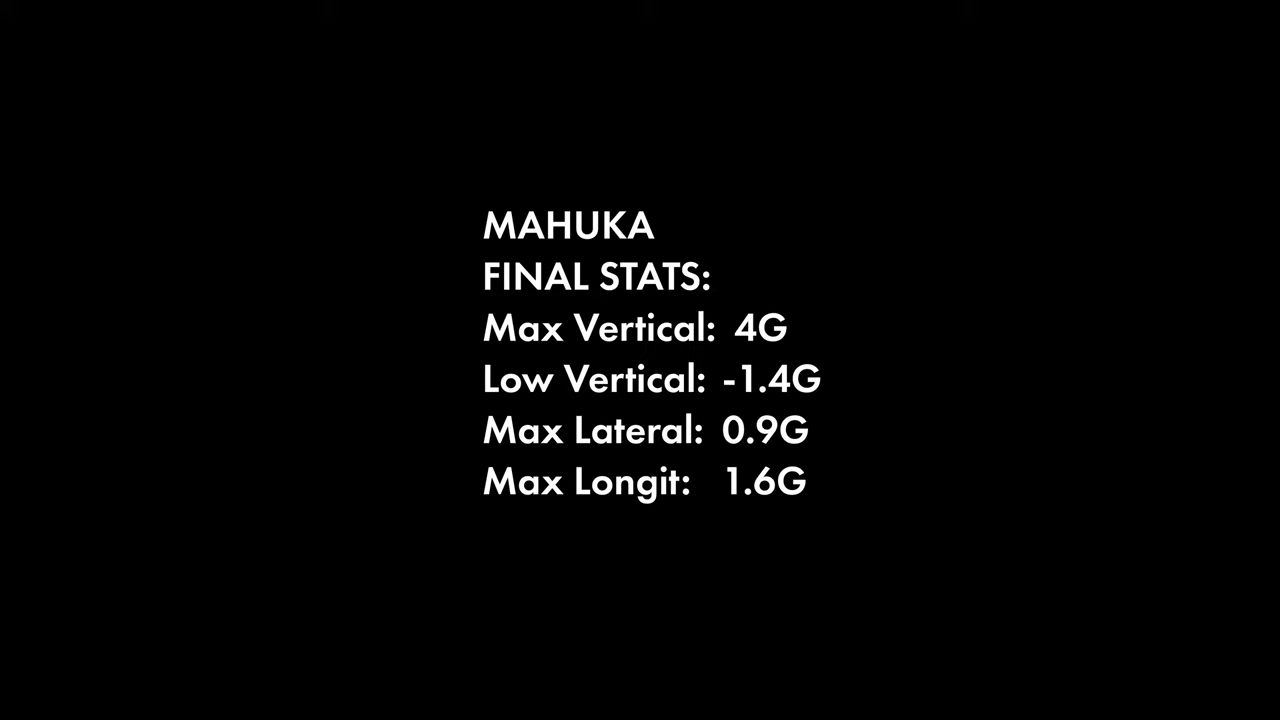 MAHUKA
FINAL STATS:
Max Vertical: 4G
Low Vertical: -1.4G
Max Lateral: 0.9G
Max Longit: 1.6G